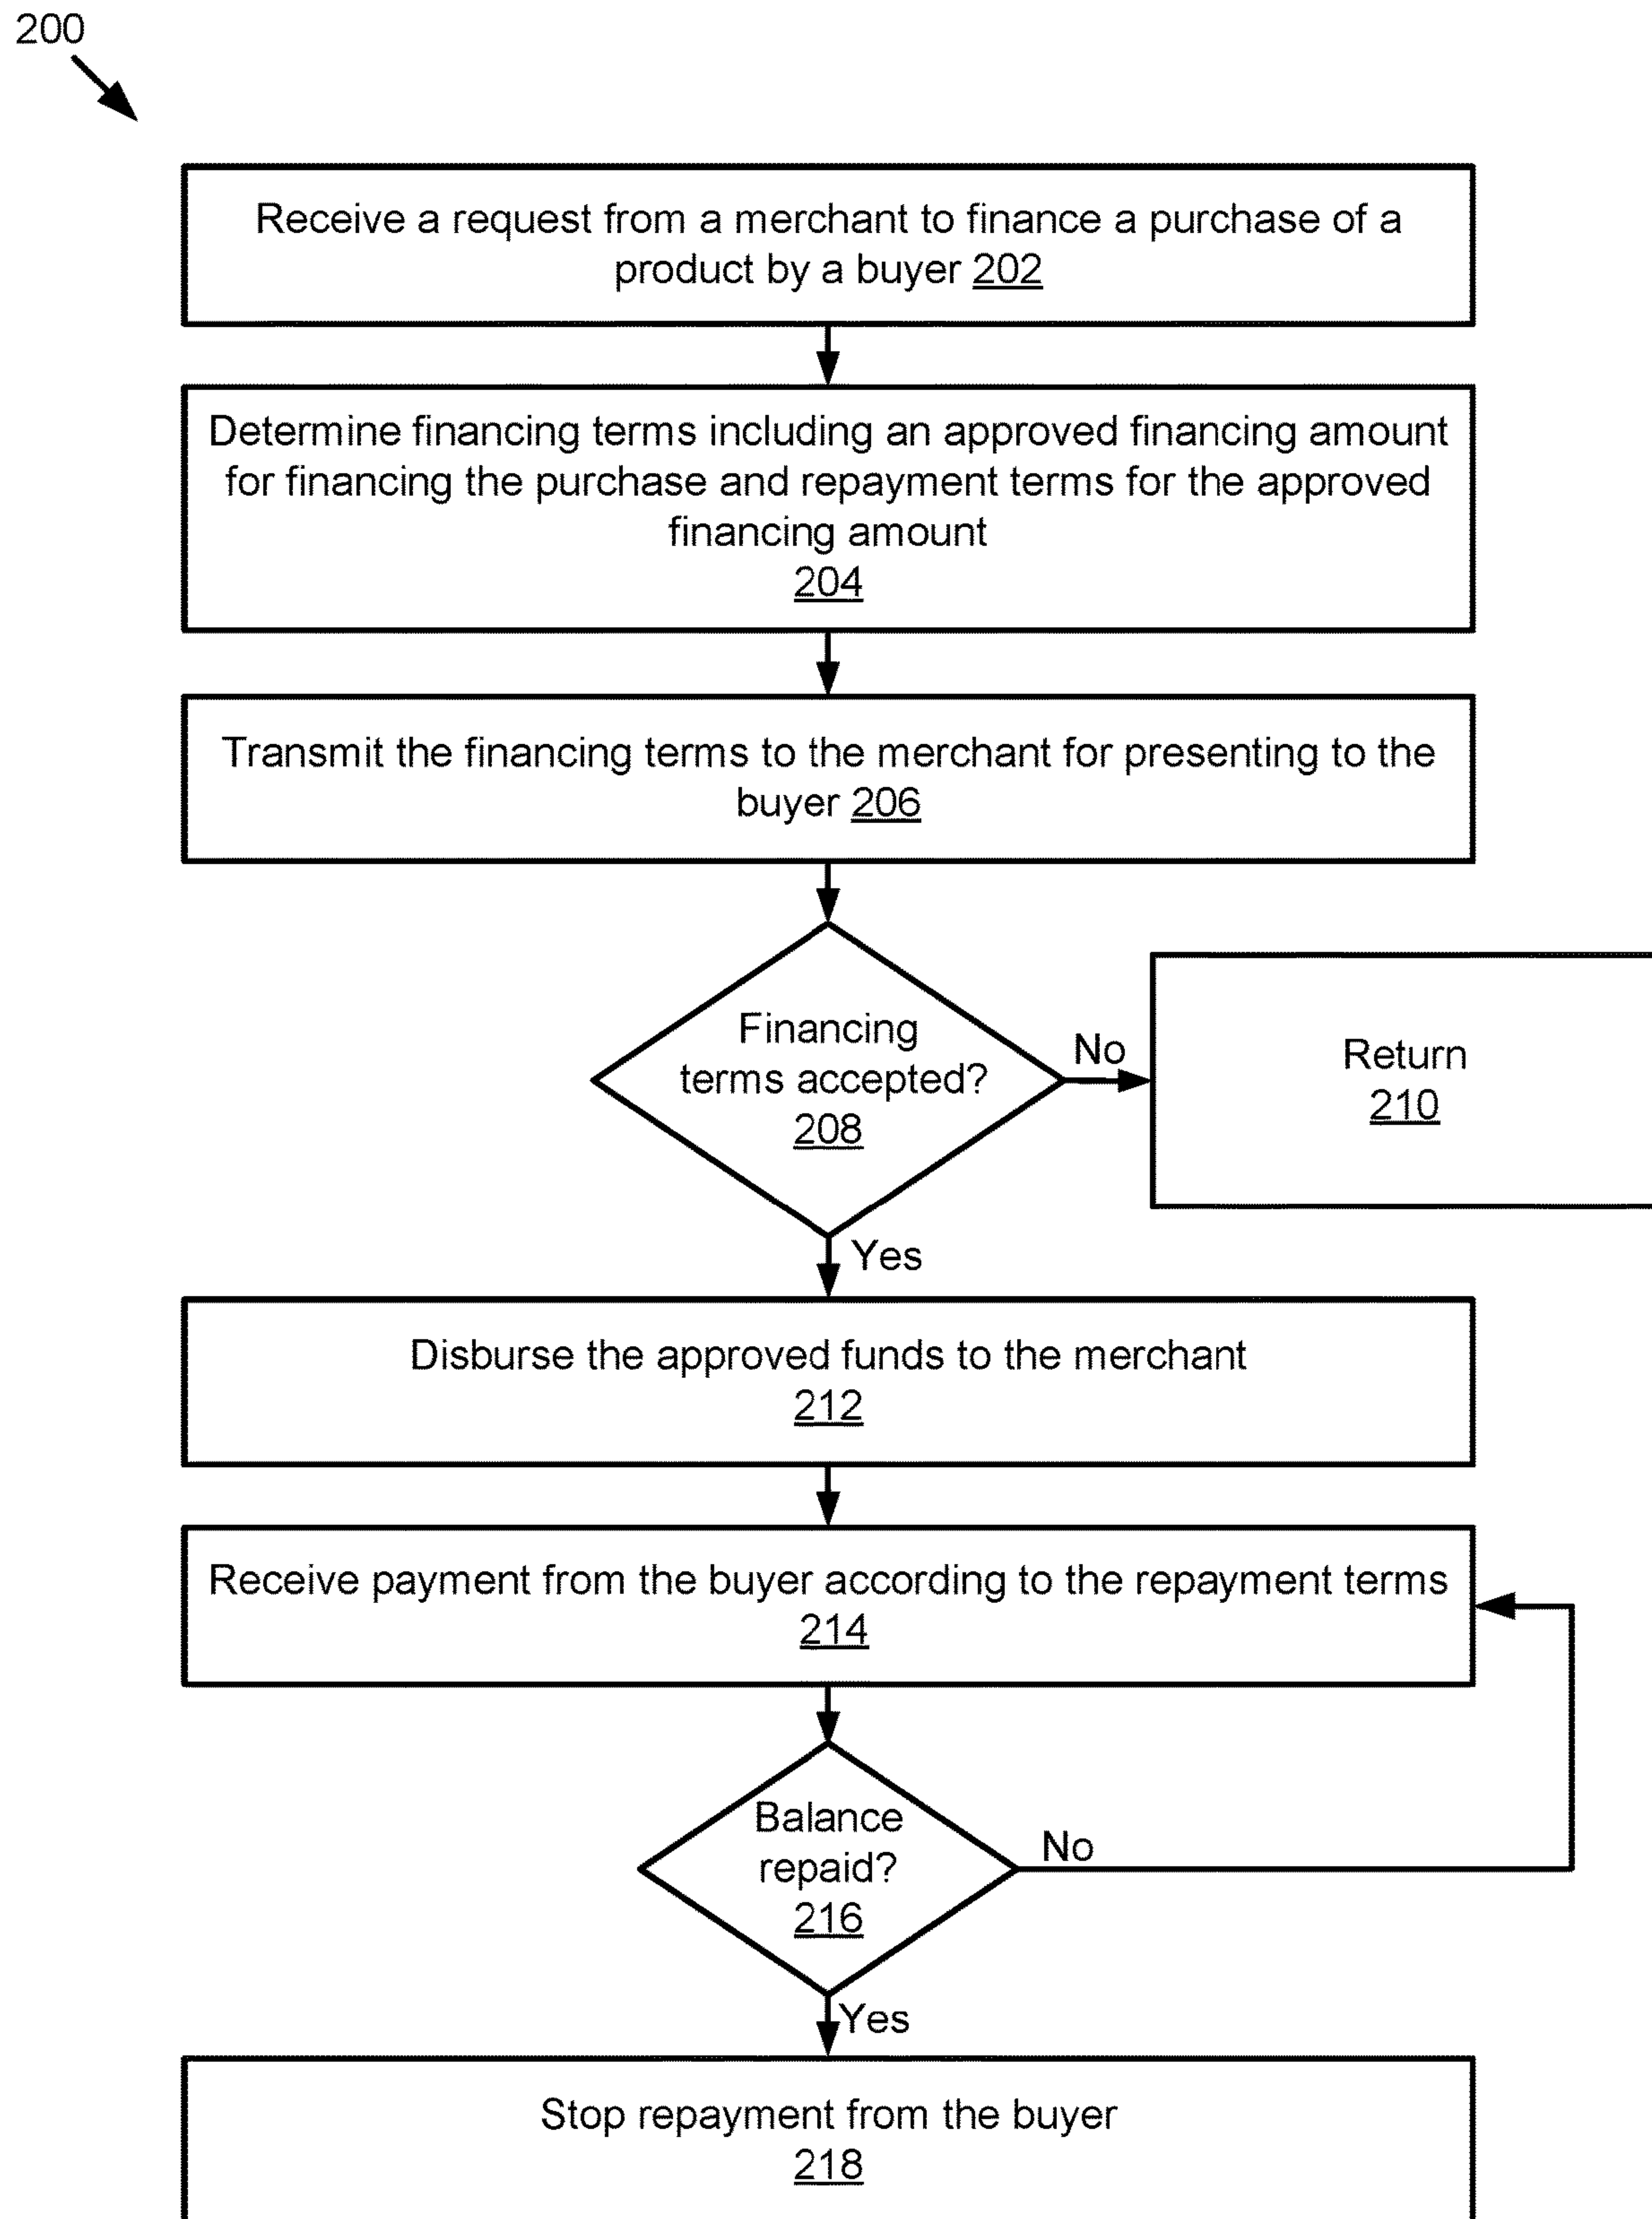 200
Receive a request from a merchant to finance a purchase of a
product by a buyer 202
Determine financing terms including an approved financing amount
for financing the purchase and repayment terms for the approved
financing amount
204
Transmit the financing terms to the merchant for presenting to the
buyer 206
Financing
terms accepted?
208
No
Return
210
Yes
Disburse the approved funds to the merchant
212
Receive payment from the buyer according to the repayment terms
214
Balance
repaid?
216
No
Yes
Stop repayment from the buyer
218